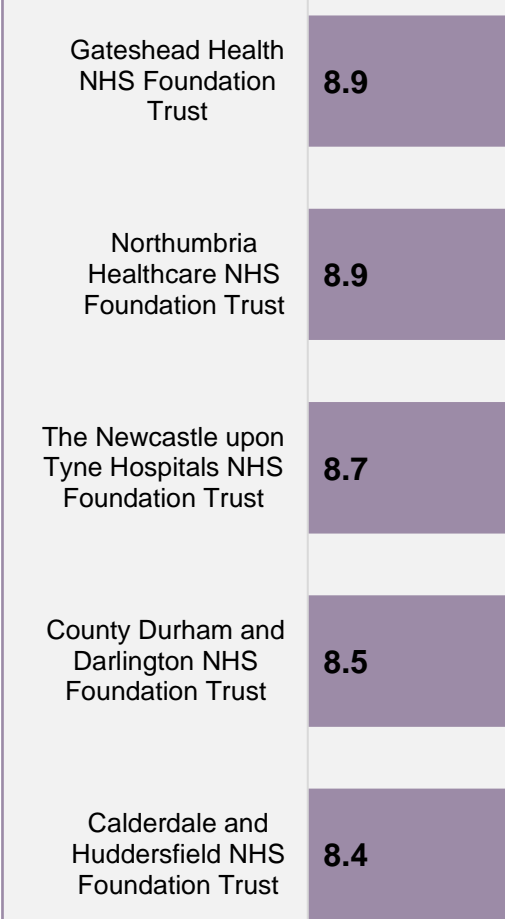 Gateshead Health
NHS Foundation
Trust
8.9
Northumbria
Healthcare NHS
Foundation Trust
8.9
The Newcastle upon
Tyne Hospitals NHS
Foundation Trust
8.7
County Durham and
Darlington NHS
Foundation Trust
8.5
Calderdale and
Huddersfield NHS
Foundation Trust
8.4